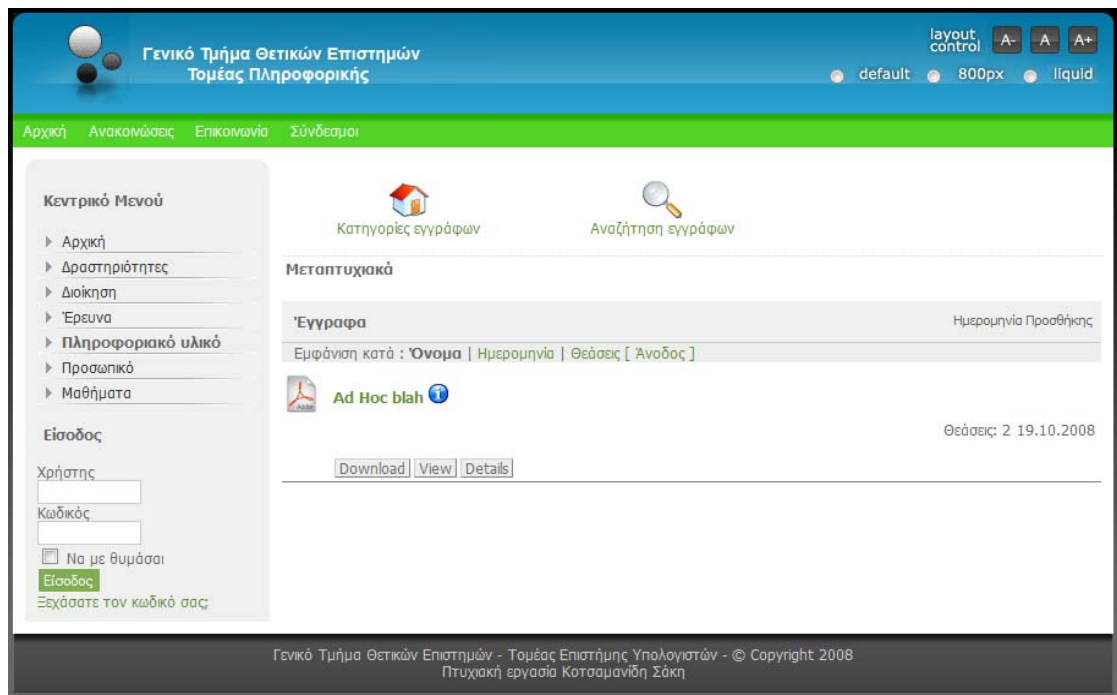 Γενικό Τμήμα Θετικών Επιστημών
Τομέας Πληροφορικής
layout control A- A A+
default 800px liquid
Αρχική Ανακοινώσεις Επικοινωνία Σύνδεσμοι
Κεντρικό Μενού
Αρχική
Δραστηριότητες
Διοίκηση
Έρευνα
Πληροφοριακό υλικό
Προσωπικό
Μαθήματα
Είσοδος
Χρήστης
Κωδικός
Να με θυμάσαι
Είσοδος
Ξεχάσατε τον κωδικό σας;
Κατηγορίες εγγράφων Αναζήτηση εγγράφων
Μεταπτυχιακά
Έγγραφα Ημερομηνία Προσθήκης
Εμφάνιση κατά : Όνομα | Ημερομηνία | Θεάσεις [ Άνοδος ]
Adobe
Ad Hoc blah
Θεάσεις: 2 19.10.2008
Download View Details
Γενικό Τμήμα Θετικών Επιστημών - Τομέας Επιστήμης Υπολογιστών - © Copyright 2008
Πτυχιακή εργασία Κοτσαμανίδη Σάκη